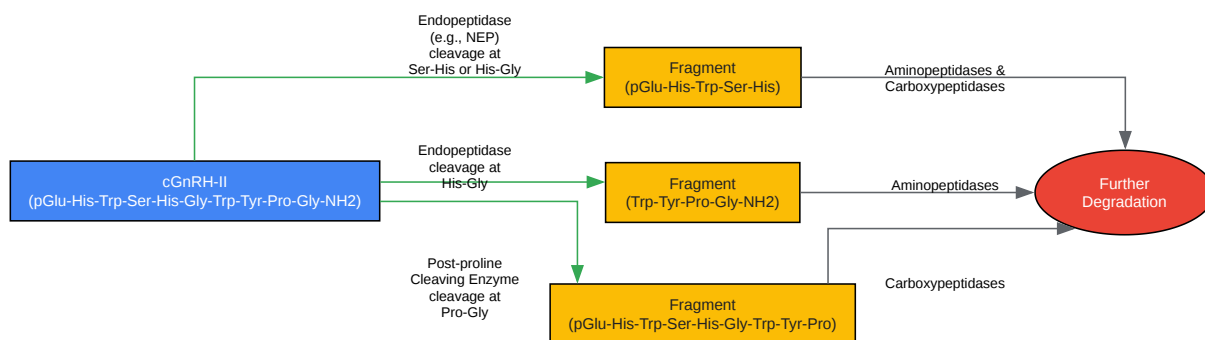 Endopeptidase
(e.g., NEP)
cleavage at
Ser-His or His-Gly
Fragment
(pGlu-His-Trp-Ser-His)
Aminopeptidases &
Carboxypeptidases
cGnRH-II
(pGlu-His-Trp-Ser-His-Gly-Trp-Tyr-Pro-Gly-NH2)
Endopeptidase
cleavage at
His-Gly
Fragment
(Trp-Tyr-Pro-Gly-NH2)
Aminopeptidases
Further
Degradation
Post-proline
Cleaving Enzyme
cleavage at
Pro-Gly
Fragment
(pGlu-His-Trp-Ser-His-Gly-Trp-Tyr-Pro)
Carboxypeptidases